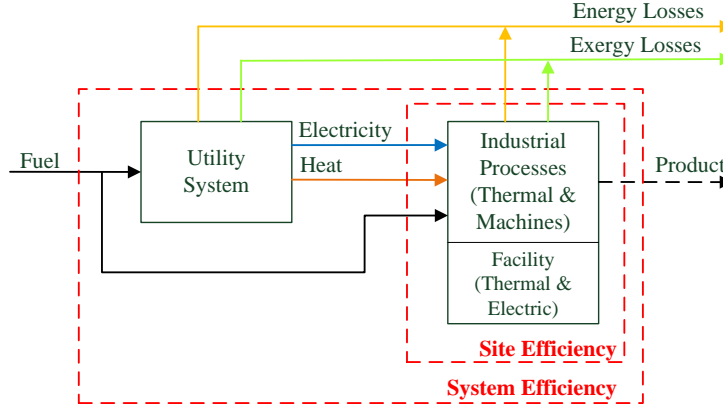 Energy Losses
Exergy Losses
Fuel
Utility
System
Electricity
Heat
Industrial
Processes
(Thermal &
Machines)
Facility
(Thermal &
Electric)
Product
Site Efficiency
System Efficiency